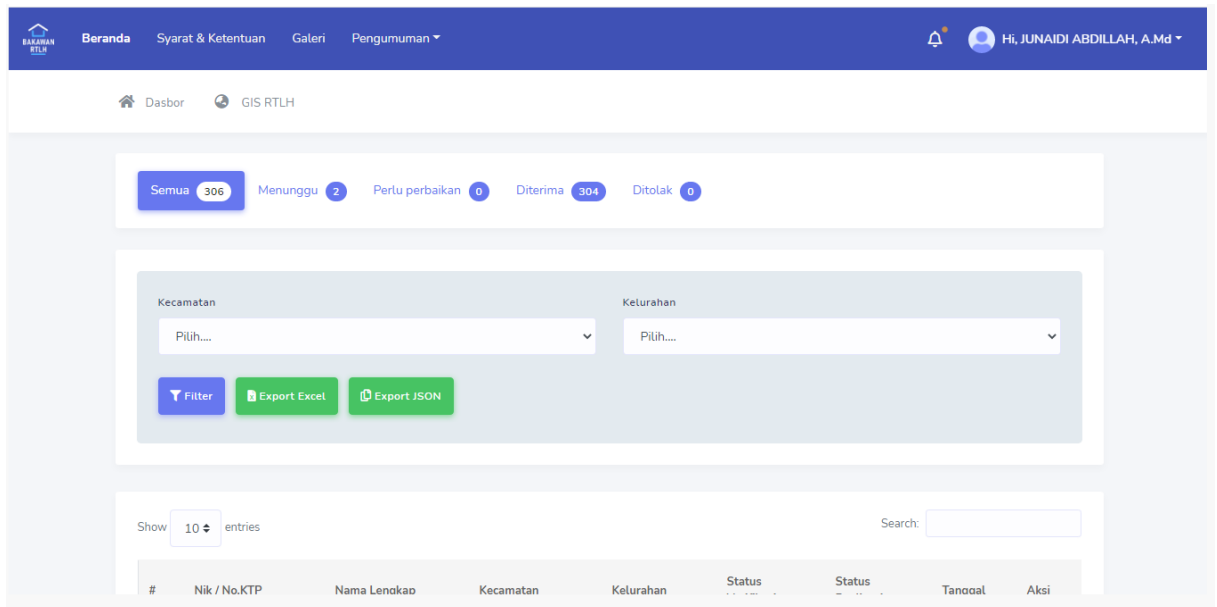 BAKAWAN
RTLH
Beranda Syarat & Ketentuan Galeri Pengumuman Hi, JUNAIDI ABDILLAH, A.Md
Dasbor GIS RTLH
Semua 306 Menunggu 2 Perlu perbaikan 0 Diterima 304 Ditolak 0
Kecamatan Kelurahan
Pilih.... Pilih....
Filter Export Excel Export JSON
Show 10 entries Search:
# Nik / No.KTP Nama Lengkap Kecamatan Kelurahan Status Status Tanggal Aksi